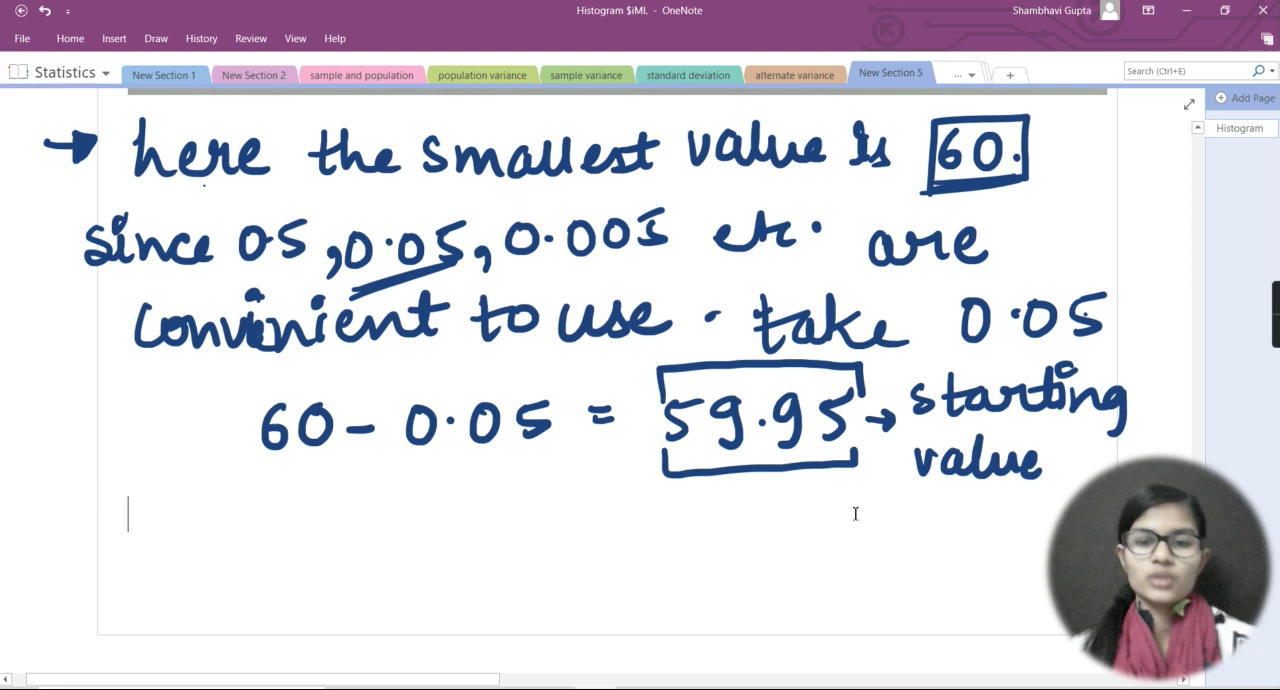 Histogram $iML - OneNote
Shambhavi Gupta
File Home Insert Draw History Review View Help
Statistics New Section 1 New Section 2 sample and population population variance sample variance standard deviation alternate variance New Section 5 ... + Search (Ctrl+E)
Add Page
Histogram
→ here the smallest value is 60.
since 0.5, 0.05, 0.005 etc. are
convinient to use. take 0.05
60 - 0.05 = 59.95 → starting
value